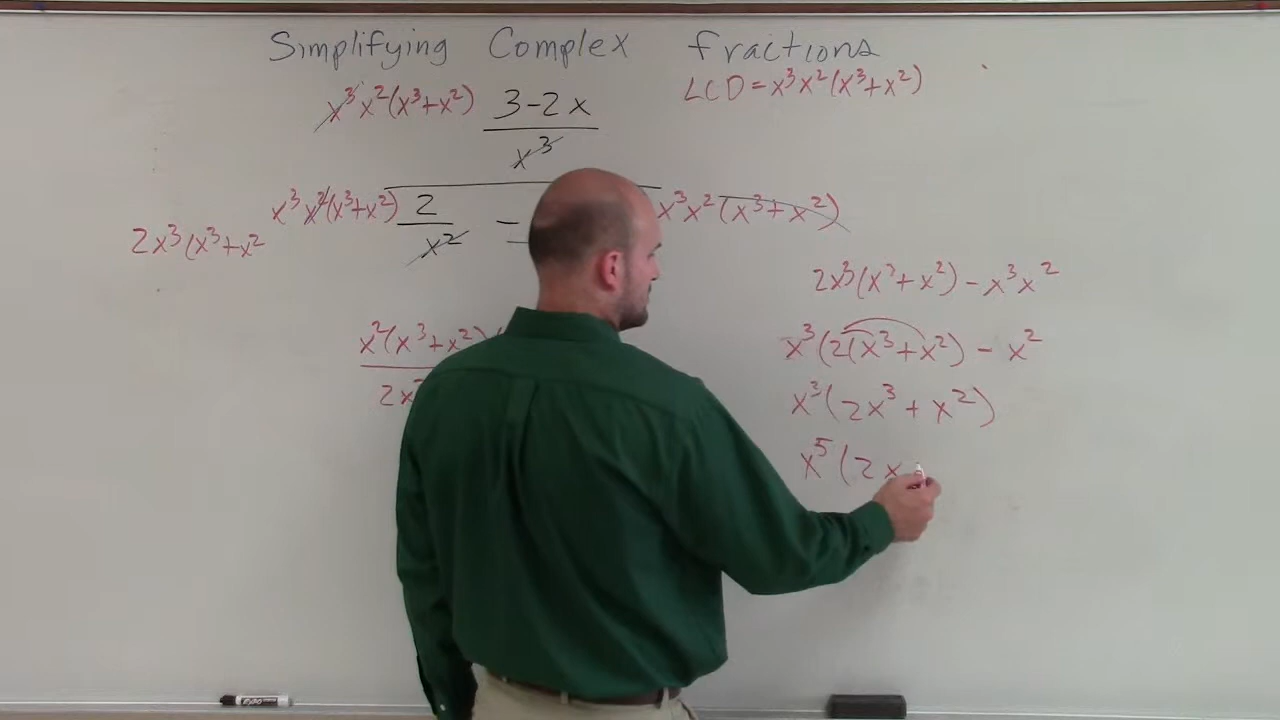 Simplifying Complex fractions
LCD = x³x²(x³+x²)
x³x²(x³+x²) 3-2x
x³
x³x²(x³+x²) 2 - x³x²(x³+x²)
x²
2x³(x³+x²
x²(x³+x²)
2x
2x³(x³+x²) - x³x²
x³(2(x³+x²) - x²
x³(2x³ + x²)
x⁵(2x
EXPO